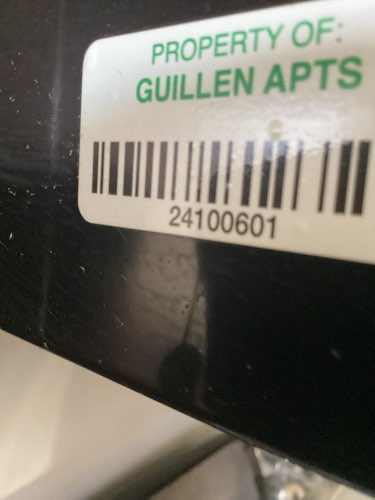 PROPERTY OF:
GUILLEN APTS
24100601